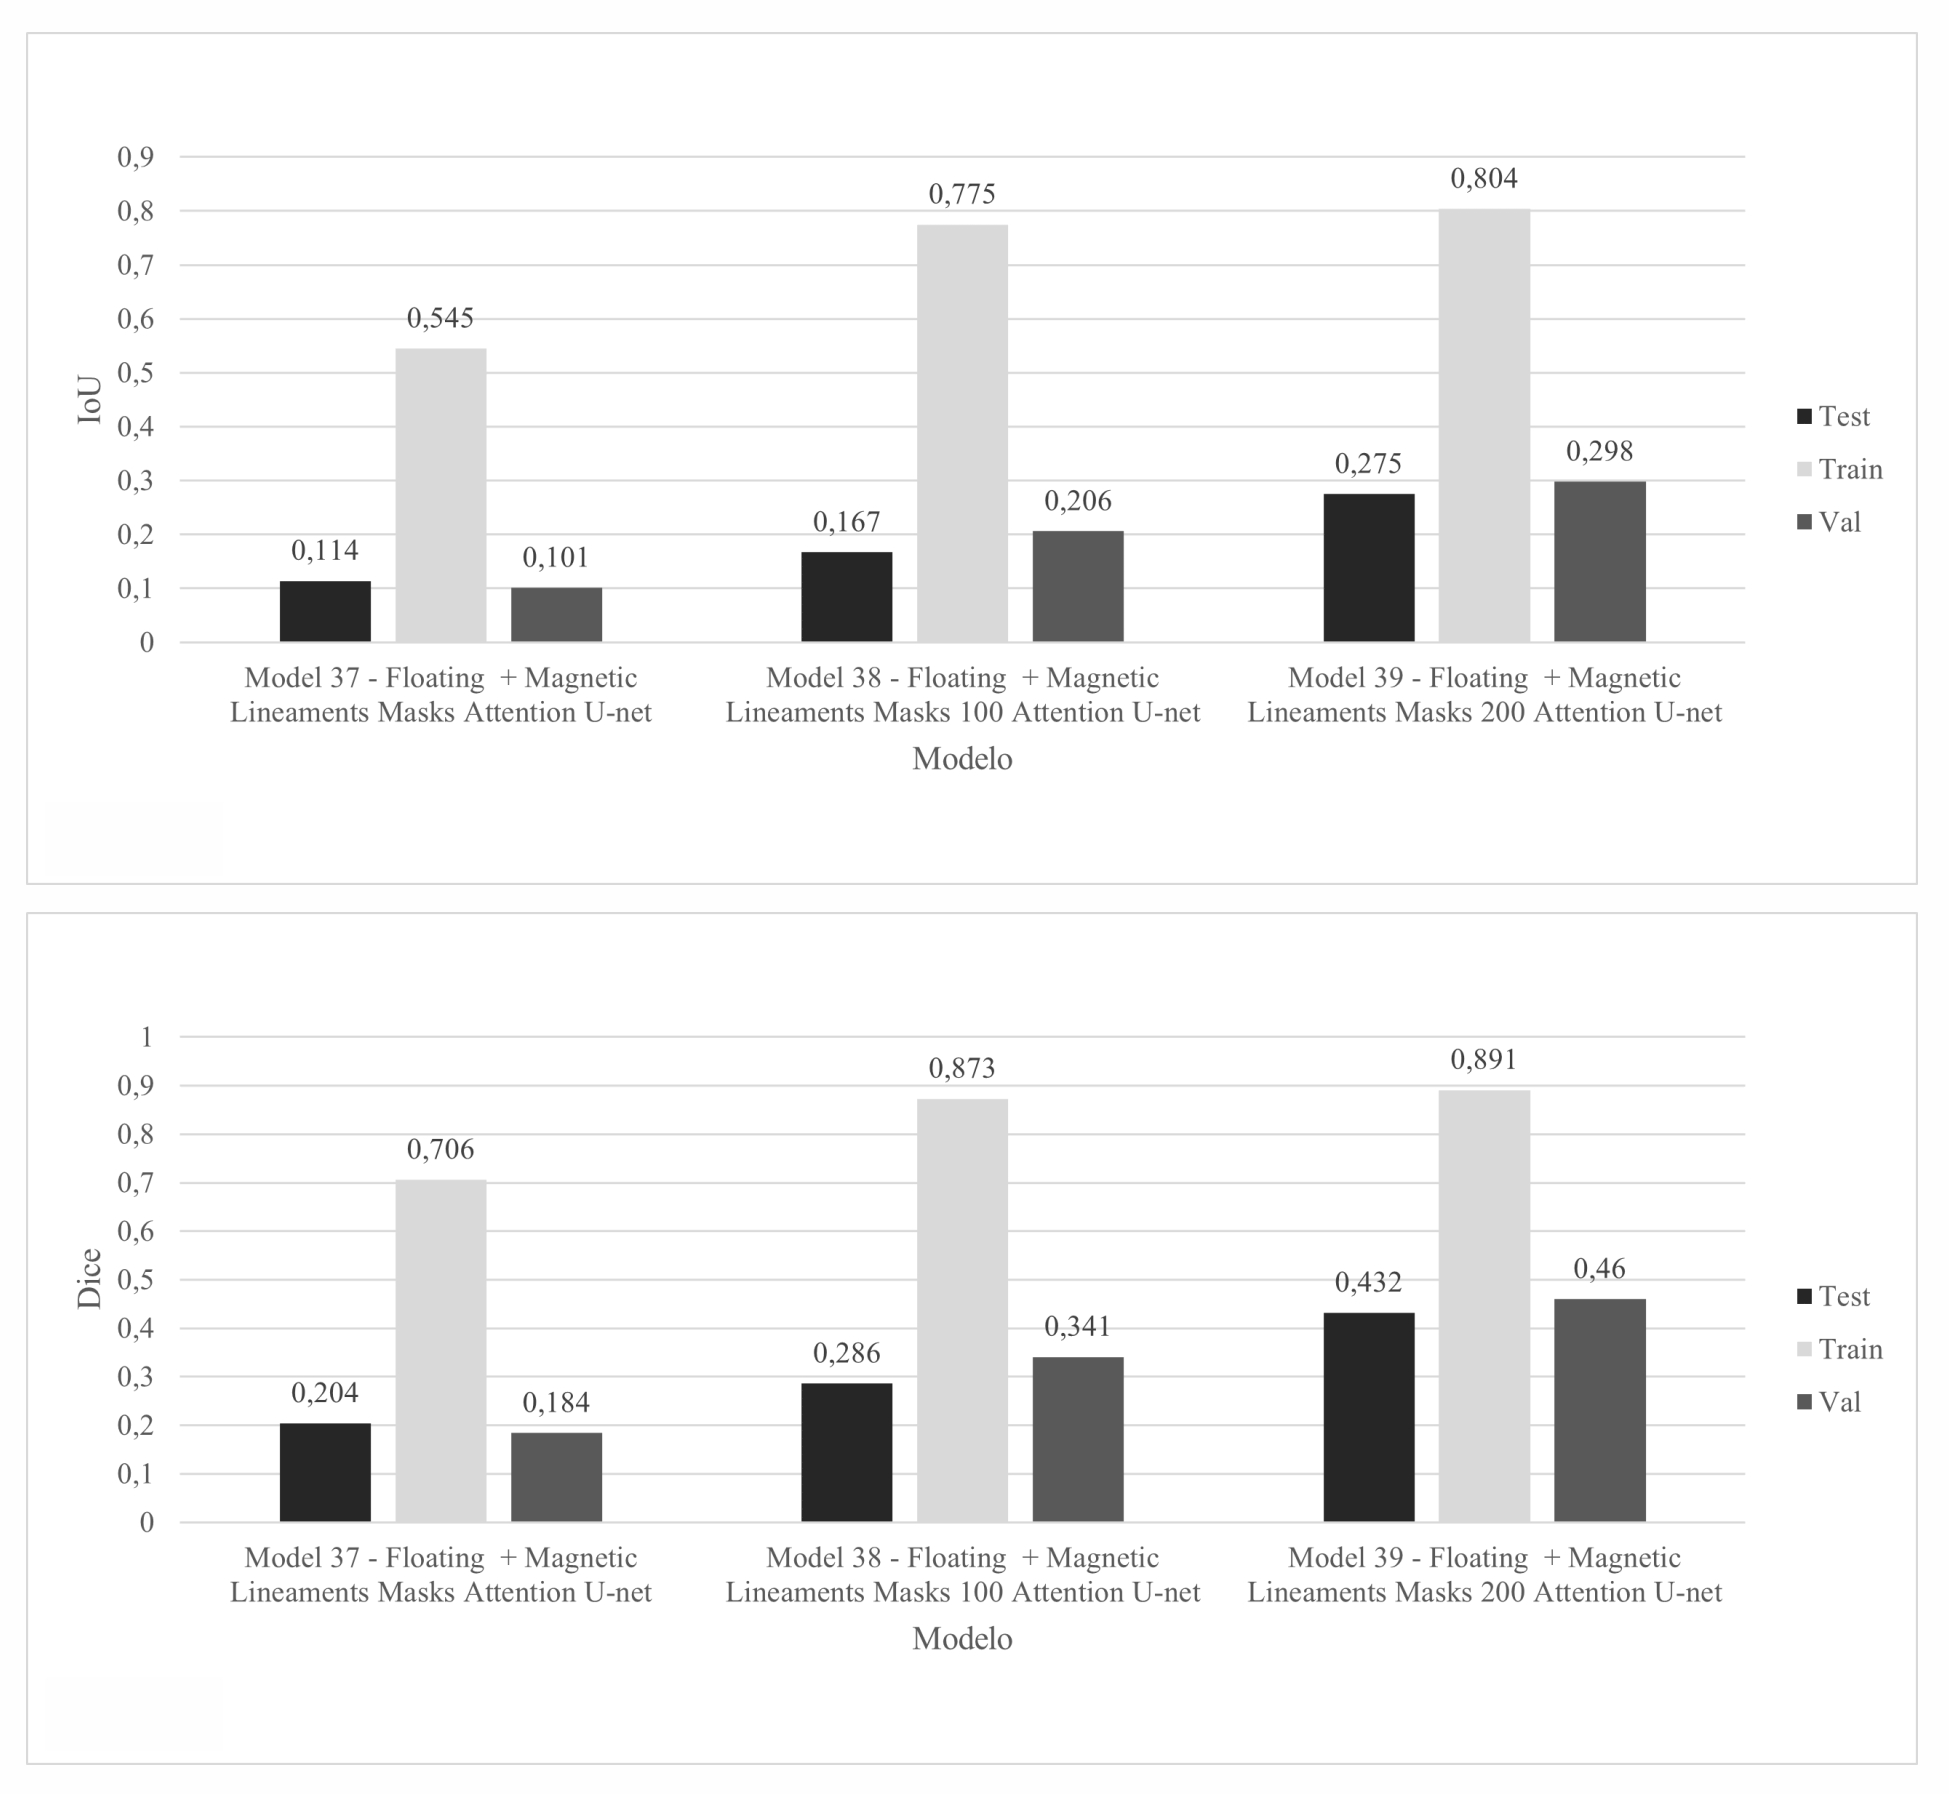 0,9
0,8
0,7
0,6
0,5
0,4
0,3
0,2
0,1
0
IoU
0,114
0,545
0,101
0,167
0,775
0,206
0,275
0,804
0,298
Model 37 - Floating + Magnetic
Lineaments Masks Attention U-net
Model 38 - Floating + Magnetic
Lineaments Masks 100 Attention U-net
Model 39 - Floating + Magnetic
Lineaments Masks 200 Attention U-net
Modelo
Test
Train
Val
1
0,9
0,8
0,7
0,6
0,5
0,4
0,3
0,2
0,1
0
Dice
0,204
0,706
0,184
0,286
0,873
0,341
0,432
0,891
0,46
Model 37 - Floating + Magnetic
Lineaments Masks Attention U-net
Model 38 - Floating + Magnetic
Lineaments Masks 100 Attention U-net
Model 39 - Floating + Magnetic
Lineaments Masks 200 Attention U-net
Modelo
Test
Train
Val